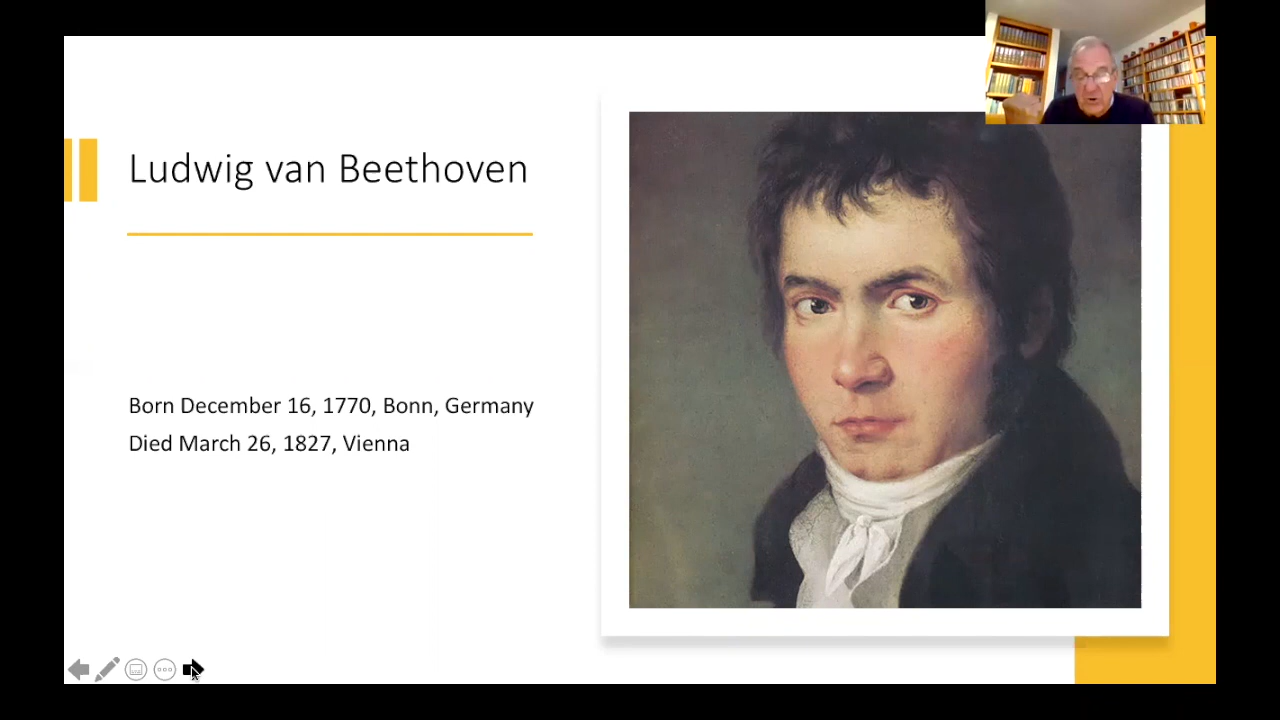 Ludwig van Beethoven
Born December 16, 1770, Bonn, Germany
Died March 26, 1827, Vienna